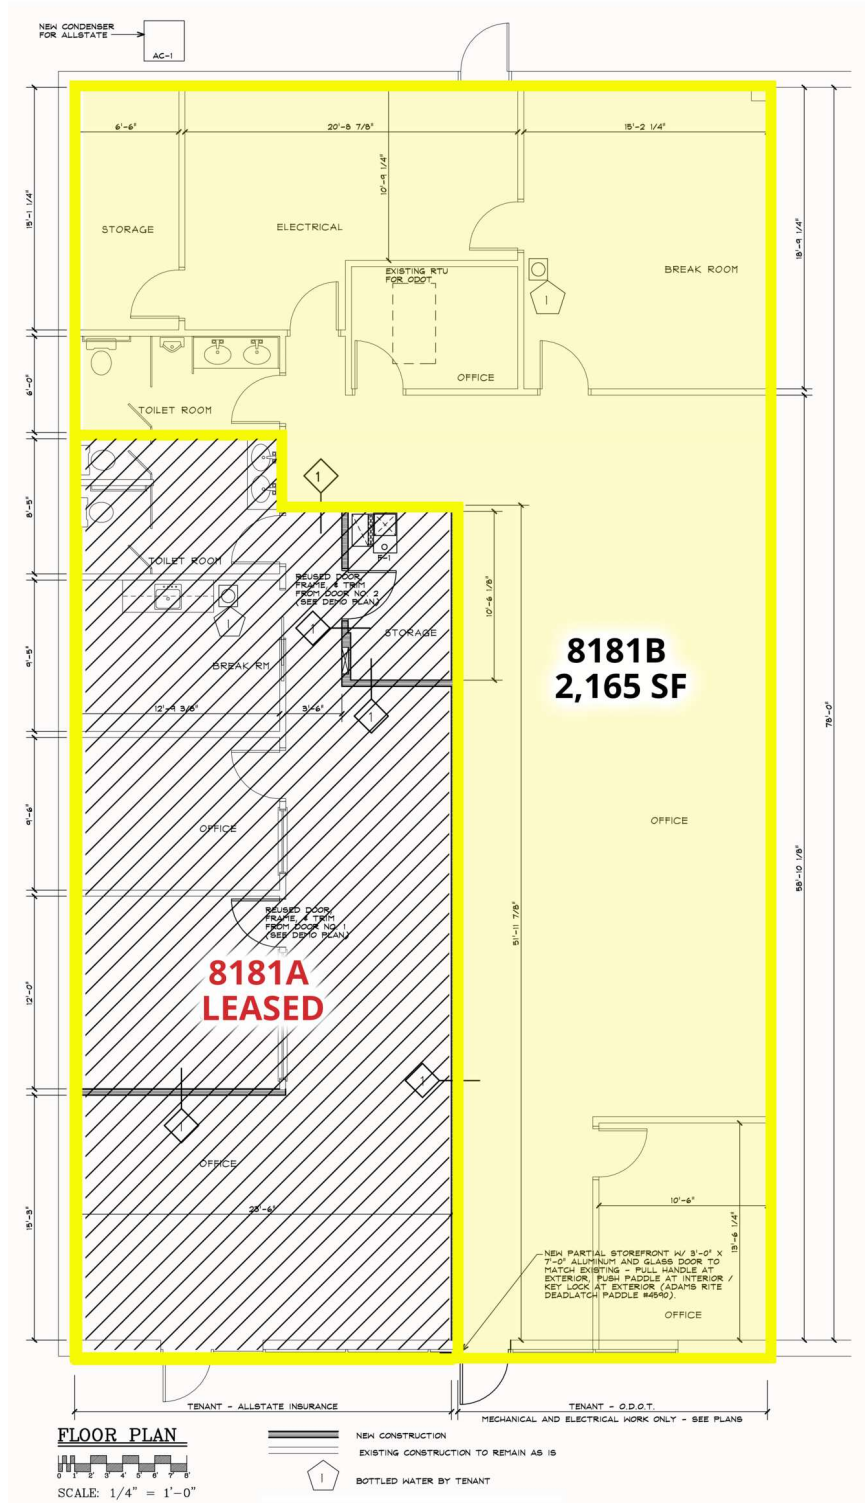 NEW CONDENSER
FOR ALLSTATE
AC-1
6'-6"
20'-8 7/8"
15'-2 1/4"
10'-9 1/4"
15'-1 1/4"
18'-9 1/4"
STORAGE
ELECTRICAL
BREAK ROOM
EXISTING RTU
FOR ODOT
1
OFFICE
6'-0"
TOILET ROOM
8'-5"
1
TOILET ROOM
F-1
REUSED DOOR,
FRAME, & TRIM
FROM DOOR NO. 2
(SEE DEMO PLAN)
10'-6 1/8"
1
1
STORAGE
BREAK RM
9'-5"
12'-9 3/8"
3'-6"
1
8181B
2,165 SF
78'-0"
9'-6"
OFFICE
OFFICE
58'-10 1/8"
51'-11 7/8"
REUSED DOOR,
FRAME, & TRIM
FROM DOOR NO. 1
(SEE DEMO PLAN)
8181A
LEASED
12'-0"
1
1
OFFICE
15'-3"
23'-6"
10'-6"
13'-6 1/4"
NEW PARTIAL STOREFRONT W/ 3'-0" X
7'-0" ALUMINUM AND GLASS DOOR TO
MATCH EXISTING - PULL HANDLE AT
EXTERIOR, PUSH PADDLE AT INTERIOR /
KEY LOCK AT EXTERIOR (ADAMS RITE
DEADLATCH PADDLE #4590).
OFFICE
TENANT - ALLSTATE INSURANCE
TENANT - O.D.O.T.
MECHANICAL AND ELECTRICAL WORK ONLY - SEE PLANS
FLOOR PLAN
0 1' 2' 3' 4' 5' 6' 7' 8'
SCALE: 1/4" = 1'-0"
NEW CONSTRUCTION
EXISTING CONSTRUCTION TO REMAIN AS IS
1
BOTTLED WATER BY TENANT